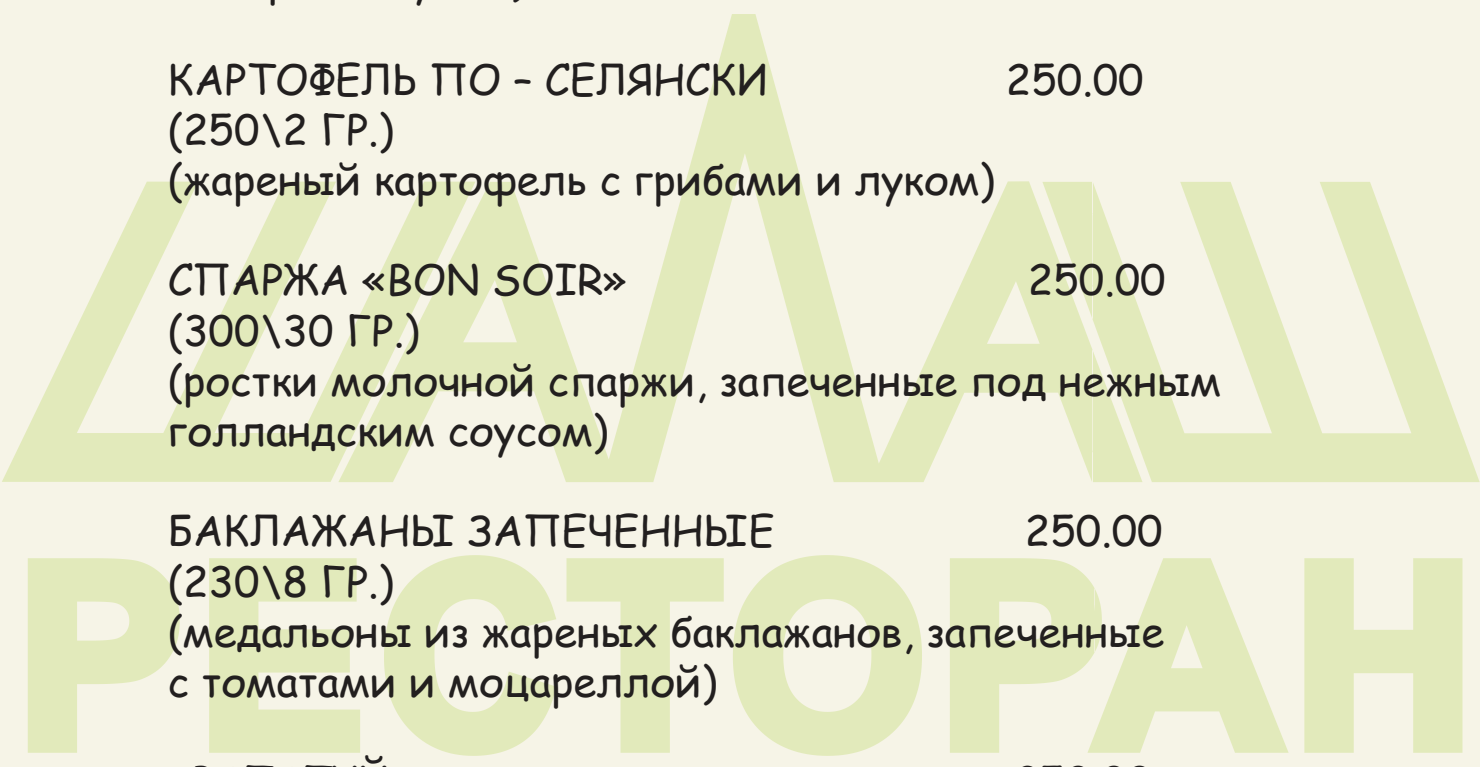 КАРТОФЕЛЬ ПО – СЕЛЯНСКИ 250.00
(250\2 ГР.)
(жареный картофель с грибами и луком)
СПАРЖА «BON SOIR» 250.00
(300\30 ГР.)
(ростки молочной спаржи, запеченные под нежным
голландским соусом)
БАКЛАЖАНЫ ЗАПЕЧЕННЫЕ 250.00
(230\8 ГР.)
(медальоны из жареных баклажанов, запеченные
с томатами и моцареллой)
ШАЛАШ
РЕСТОРАН